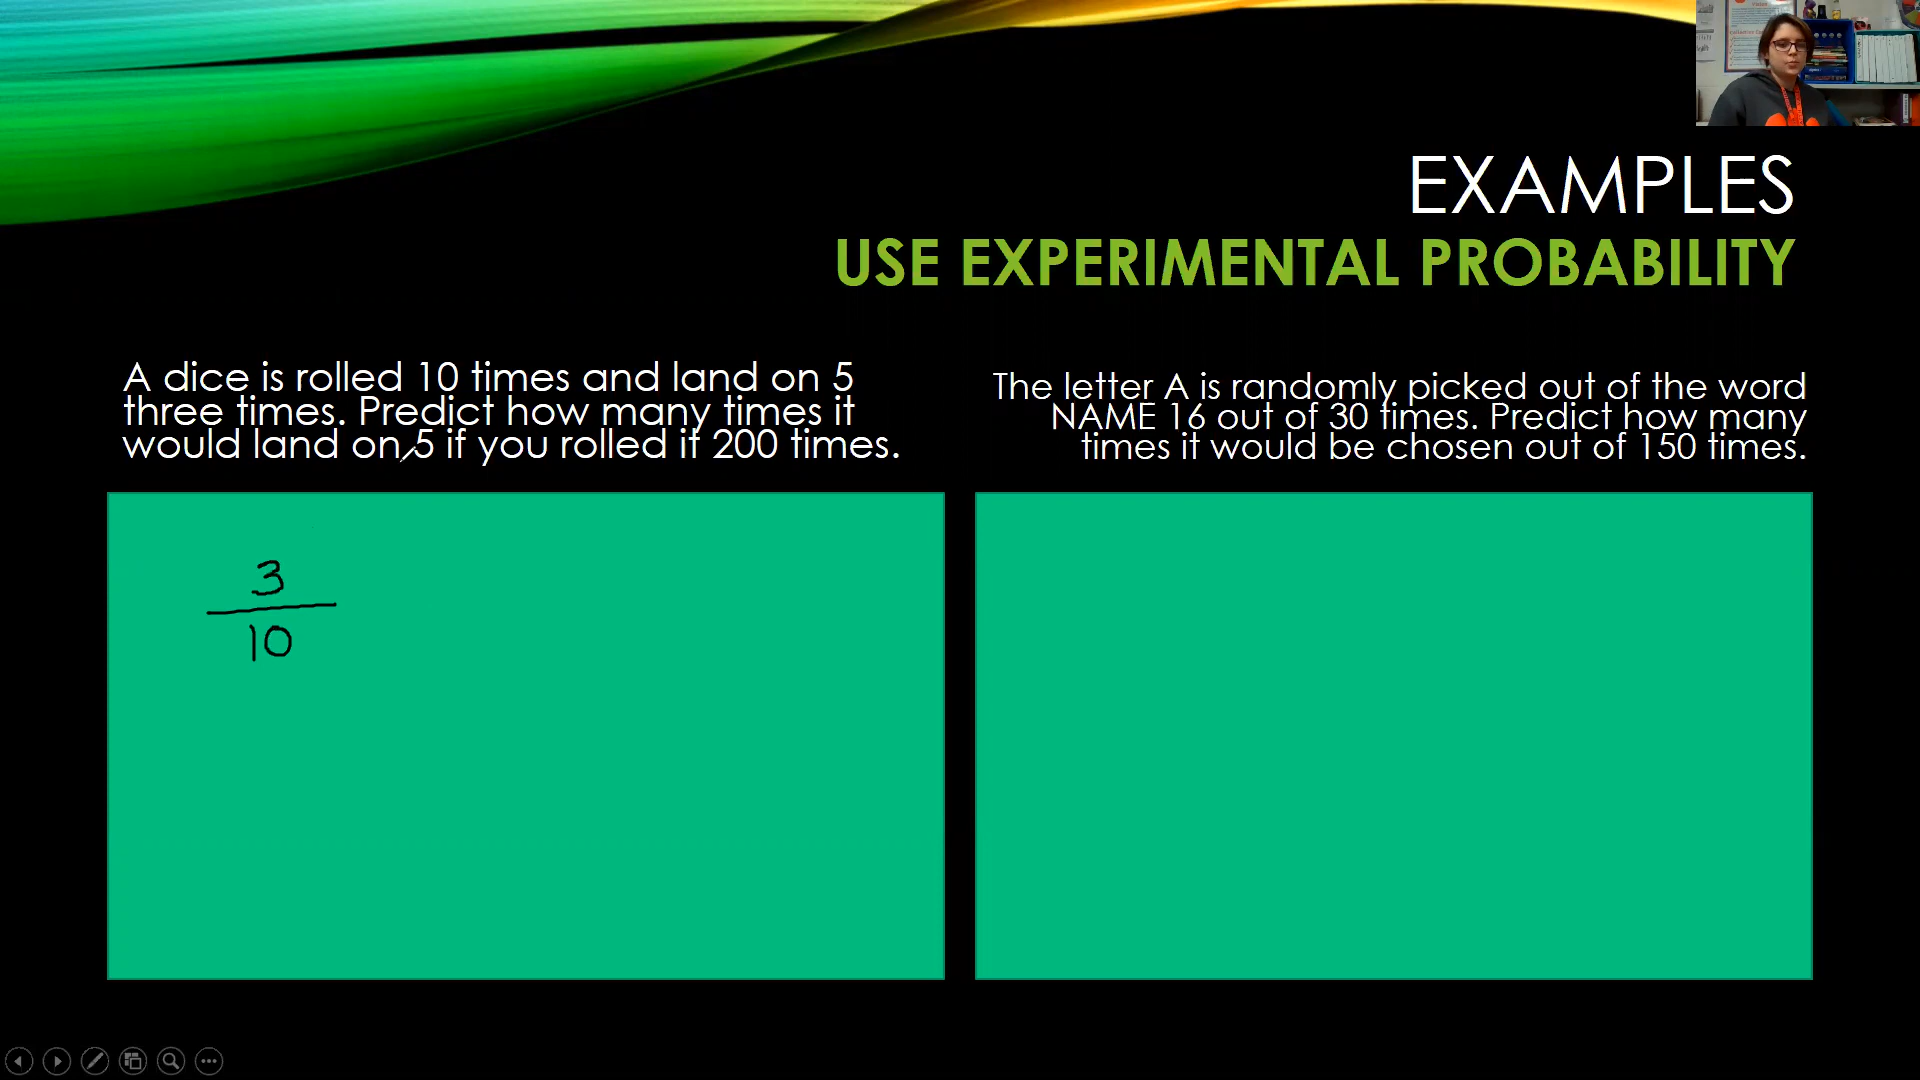 EXAMPLES
USE EXPERIMENTAL PROBABILITY
A dice is rolled 10 times and land on 5
three times. Predict how many times it
would land on 5 if you rolled it 200 times.
The letter A is randomly picked out of the word
NAME 16 out of 30 times. Predict how many
times it would be chosen out of 150 times.
3
10